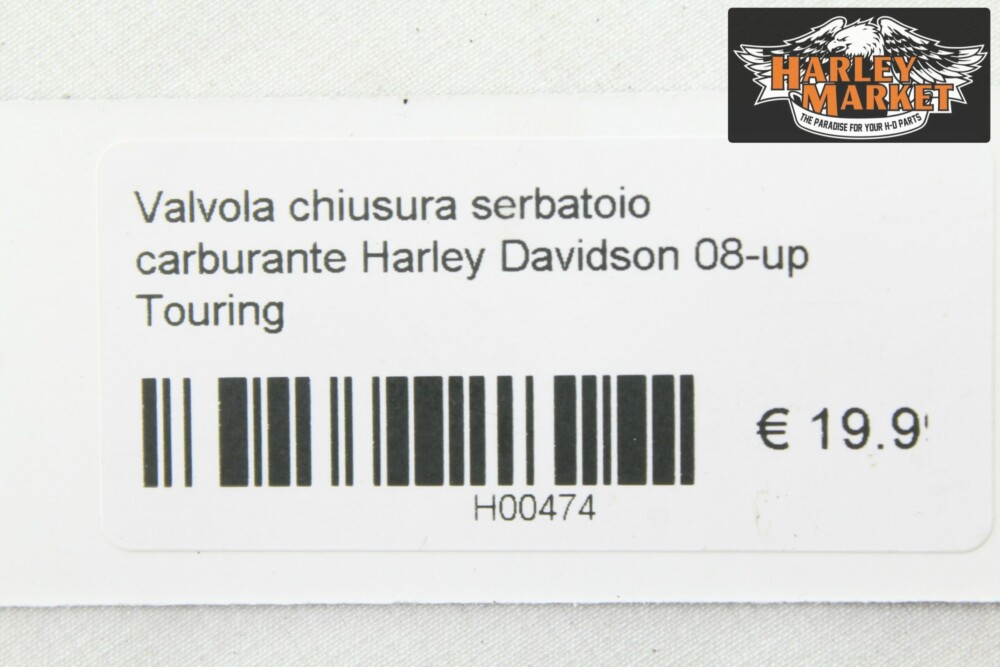 HARLEY
MARKET
THE PARADISE FOR YOUR H-D PARTS
Valvola chiusura serbatoio
carburante Harley Davidson 08-up
Touring
€ 19.9
H00474